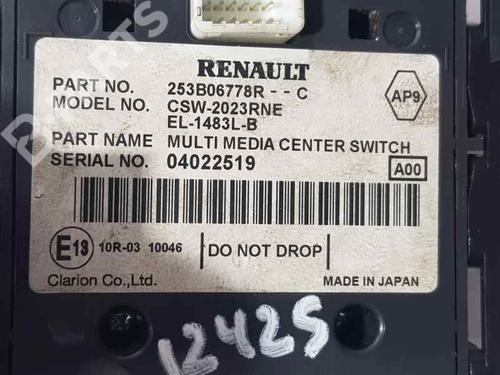 RENAULT
PART NO. 253B06778R - - C
MODEL NO. CSW-2023RNE
EL-1483L-B
AP9
PART NAME MULTI MEDIA CENTER SWITCH
SERIAL NO. 04022519
A00
E13 10R-03 10046 DO NOT DROP
Clarion Co.,Ltd. MADE IN JAPAN
12425